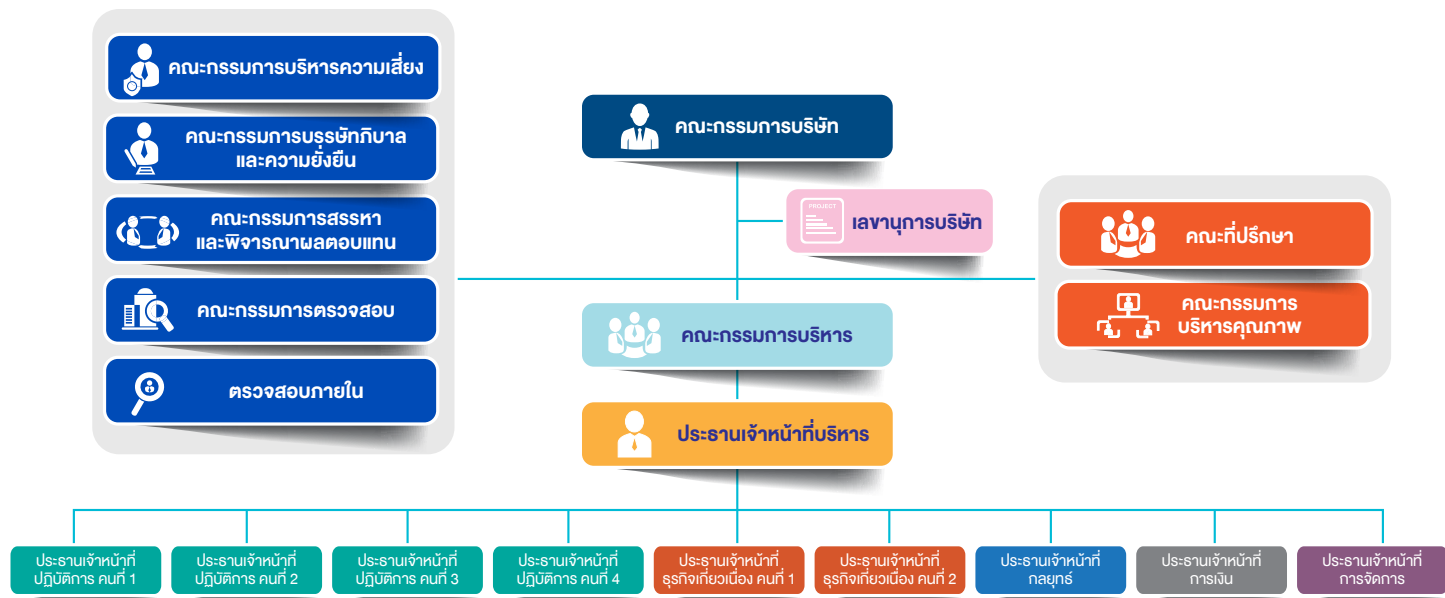 คณะกรรมการบริหารความเสี่ยง
คณะกรรมการบรรษัทภิบาล
และความยั่งยืน
คณะกรรมการสรรหา
และพิจารณาผลตอบแทน
คณะกรรมการตรวจสอบ
ตรวจสอบภายใน
คณะกรรมการบริษัท
PROJECT
เลขานุการบริษัท
คณะกรรมการบริหาร
ประธานเจ้าหน้าที่บริหาร
คณะที่ปรึกษา
คณะกรรมการ
บริหารคุณภาพ
ประธานเจ้าหน้าที่
ปฏิบัติการ คนที่ 1
ประธานเจ้าหน้าที่
ปฏิบัติการ คนที่ 2
ประธานเจ้าหน้าที่
ปฏิบัติการ คนที่ 3
ประธานเจ้าหน้าที่
ปฏิบัติการ คนที่ 4
ประธานเจ้าหน้าที่
ธุรกิจเกี่ยวเนื่อง คนที่ 1
ประธานเจ้าหน้าที่
ธุรกิจเกี่ยวเนื่อง คนที่ 2
ประธานเจ้าหน้าที่
กลยุทธ์
ประธานเจ้าหน้าที่
การเงิน
ประธานเจ้าหน้าที่
การจัดการ